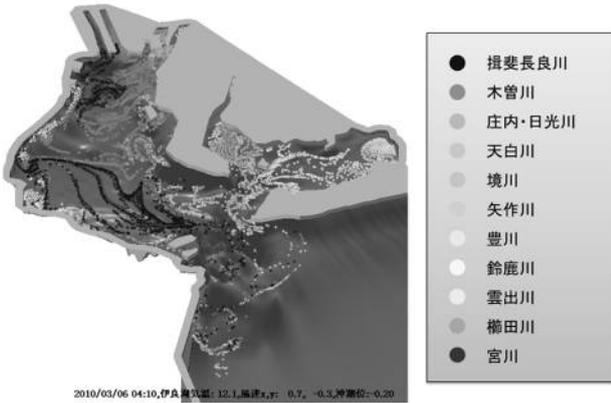 揖斐長良川
木曽川
庄内・日光川
天白川
境川
矢作川
豊川
鈴鹿川
雲出川
櫛田川
宮川
2010/03/06 04:10,伊良湖気温: 12.1,風速x,y: 0.7, -0.3,沖潮位:-0.20